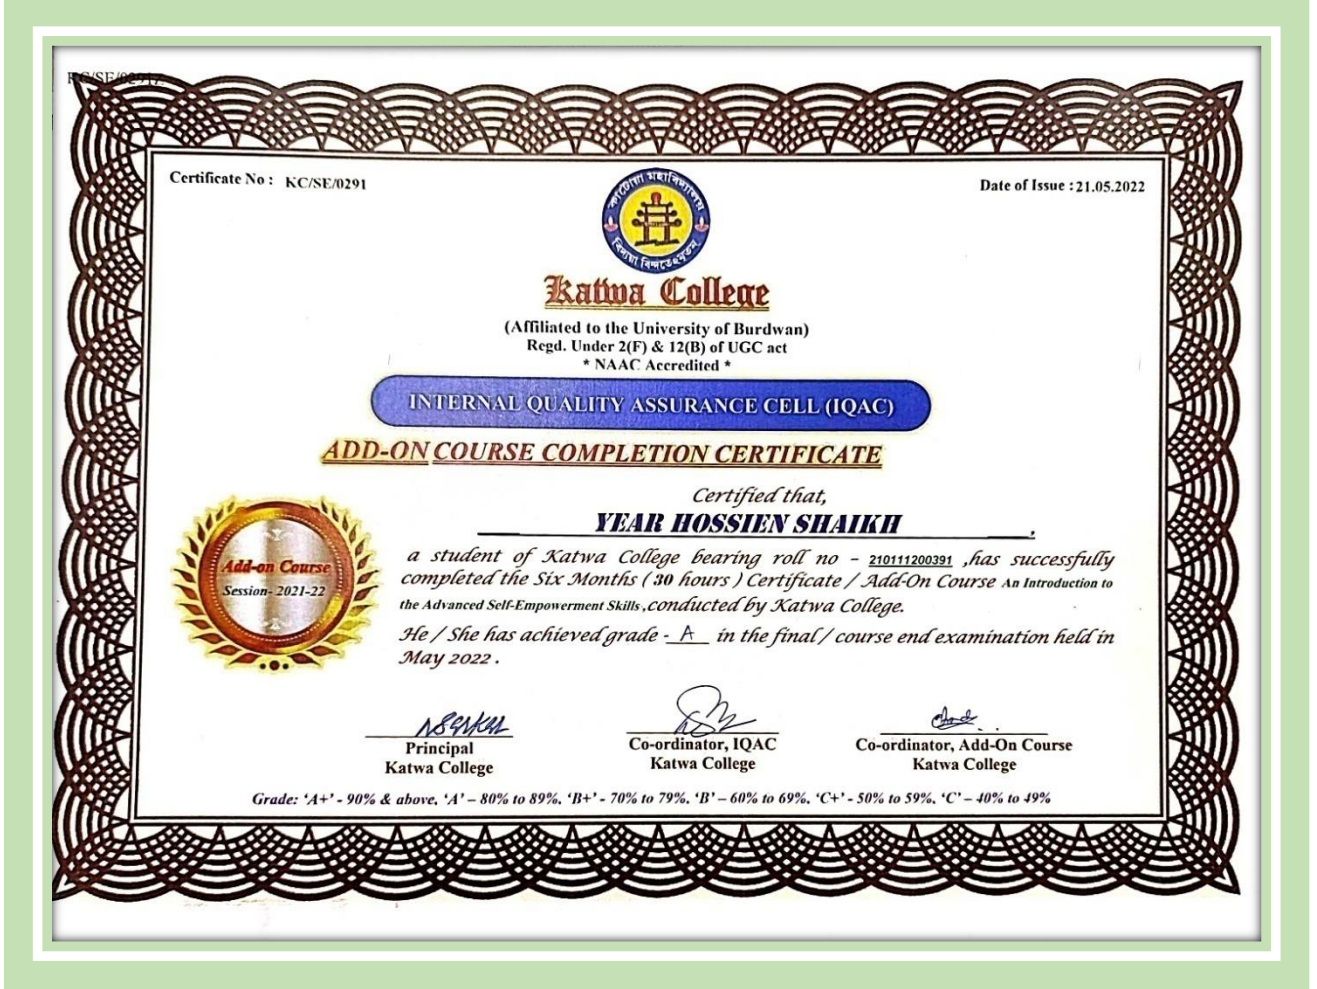 KC/SE/0291
Certificate No : KC/SE/0291
Date of Issue : 21.05.2022
কাটোয়া মহাবিদ্যালয়
Katwa College
(Affiliated to the University of Burdwan)
Regd. Under 2(F) & 12(B) of UGC act
* NAAC Accredited *
INTERNAL QUALITY ASSURANCE CELL (IQAC)
ADD-ON COURSE COMPLETION CERTIFICATE
Certified that,
YEAR HOSSIEN SHAIKH .
Add-on Course
Session- 2021-22
a student of Katwa College bearing roll no – 210111200391 ,has successfully
completed the Six Months ( 30 hours ) Certificate / Add-On Course An Introduction to
the Advanced Self-Empowerment Skills,conducted by Katwa College.
He / She has achieved grade - A in the final / course end examination held in
May 2022 .
Principal
Katwa College
Co-ordinator, IQAC
Katwa College
Co-ordinator, Add-On Course
Katwa College
Grade: ‘A+’ - 90% & above, ‘A’ – 80% to 89%, ‘B+’ - 70% to 79%, ‘B’ – 60% to 69%, ‘C+’ - 50% to 59%, ‘C’ – 40% to 49%